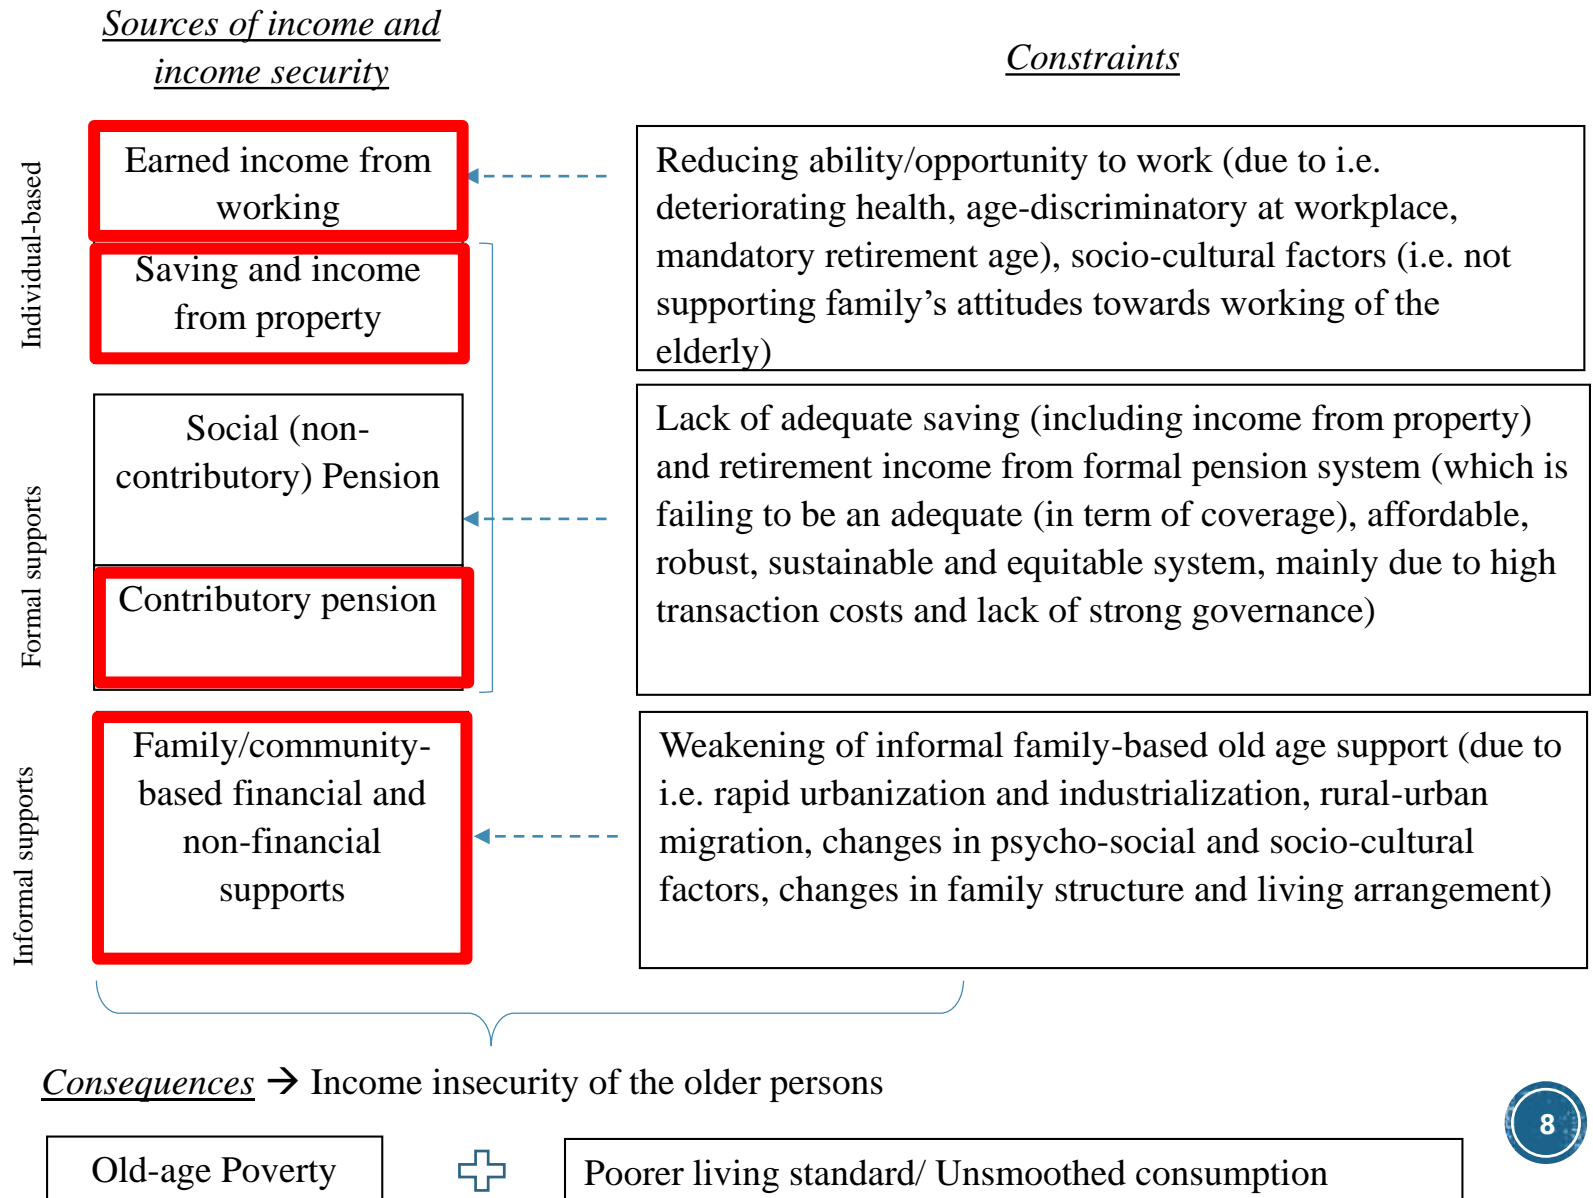 Sources of income and
income security
Constraints
Individual-based
Earned income from
working
Saving and income
from property
Reducing ability/opportunity to work (due to i.e.
deteriorating health, age-discriminatory at workplace,
mandatory retirement age), socio-cultural factors (i.e. not
supporting family’s attitudes towards working of the
elderly)
Formal supports
Social (non-
contributory) Pension
Contributory pension
Lack of adequate saving (including income from property)
and retirement income from formal pension system (which is
failing to be an adequate (in term of coverage), affordable,
robust, sustainable and equitable system, mainly due to high
transaction costs and lack of strong governance)
Informal supports
Family/community-
based financial and
non-financial
supports
Weakening of informal family-based old age support (due to
i.e. rapid urbanization and industrialization, rural-urban
migration, changes in psycho-social and socio-cultural
factors, changes in family structure and living arrangement)
Consequences → Income insecurity of the older persons
8
Old-age Poverty
Poorer living standard/ Unsmoothed consumption